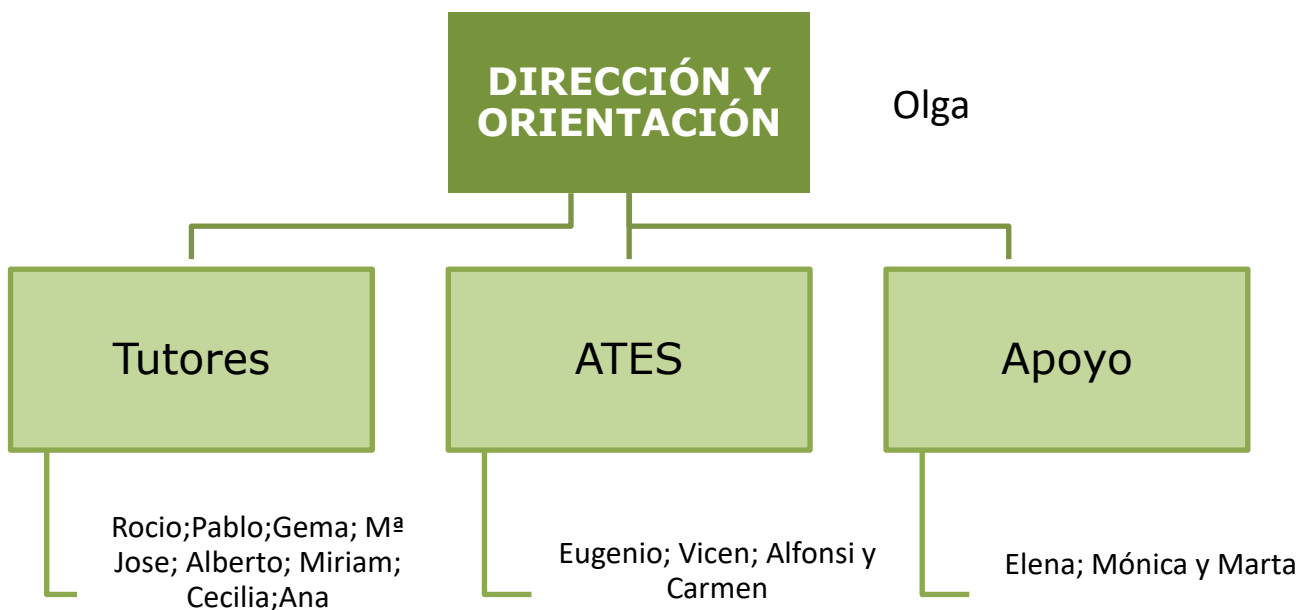 DIRECCIÓN Y
ORIENTACIÓN
Olga
Tutores
ATES
Apoyo
Rocio;Pablo;Gema; Mª
Jose; Alberto; Miriam;
Cecilia;Ana
Eugenio; Vicen; Alfonsi y
Carmen
Elena; Mónica y Marta